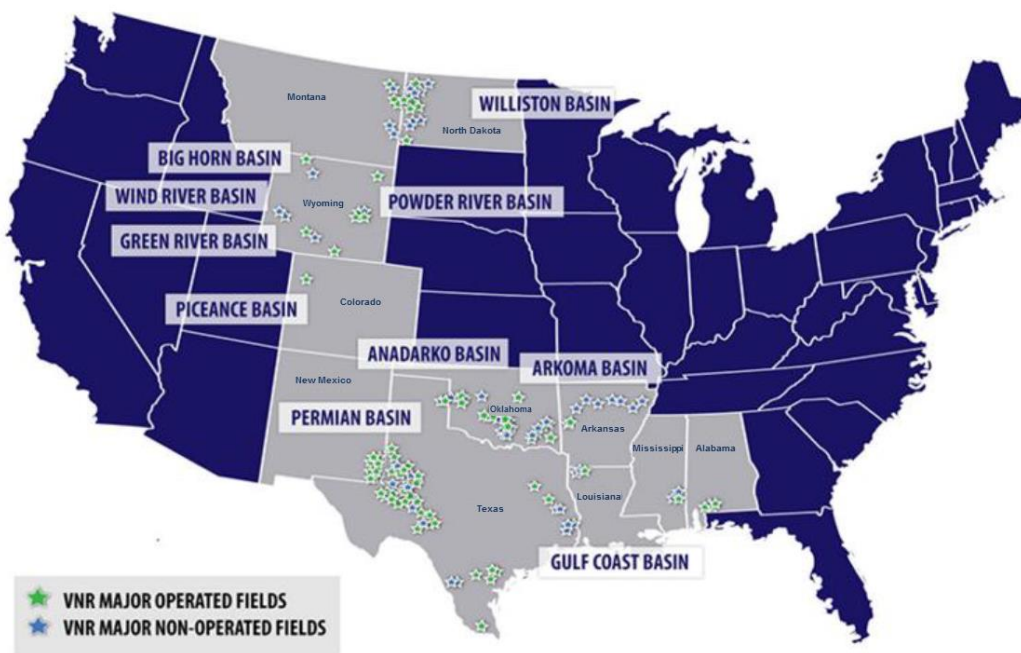 Montana
WILLISTON BASIN
North Dakota
BIG HORN BASIN
WIND RIVER BASIN
Wyoming
POWDER RIVER BASIN
GREEN RIVER BASIN
PICEANCE BASIN
Colorado
ANADARKO BASIN
ARKOMA BASIN
New Mexico
PERMIAN BASIN
Oklahoma
Arkansas
Mississippi
Alabama
Texas
Louisiana
GULF COAST BASIN
VNR MAJOR OPERATED FIELDS
VNR MAJOR NON-OPERATED FIELDS